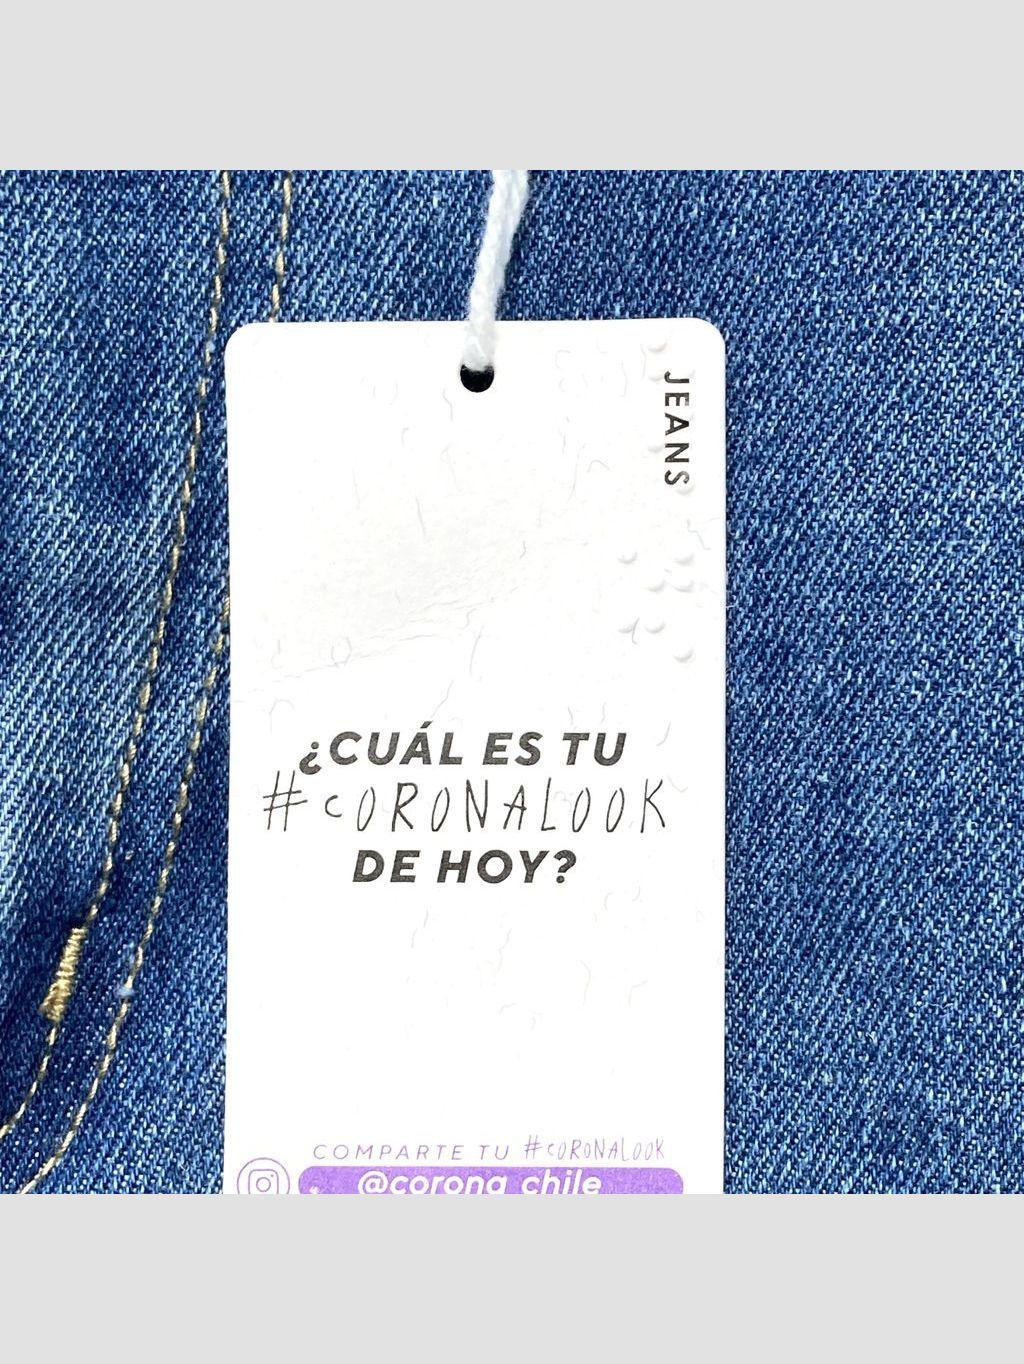 JEANS
¿CUÁL ES TU
#CORONALOOK
DE HOY?
COMPARTE TU #CORONALOOK
@corona_chile